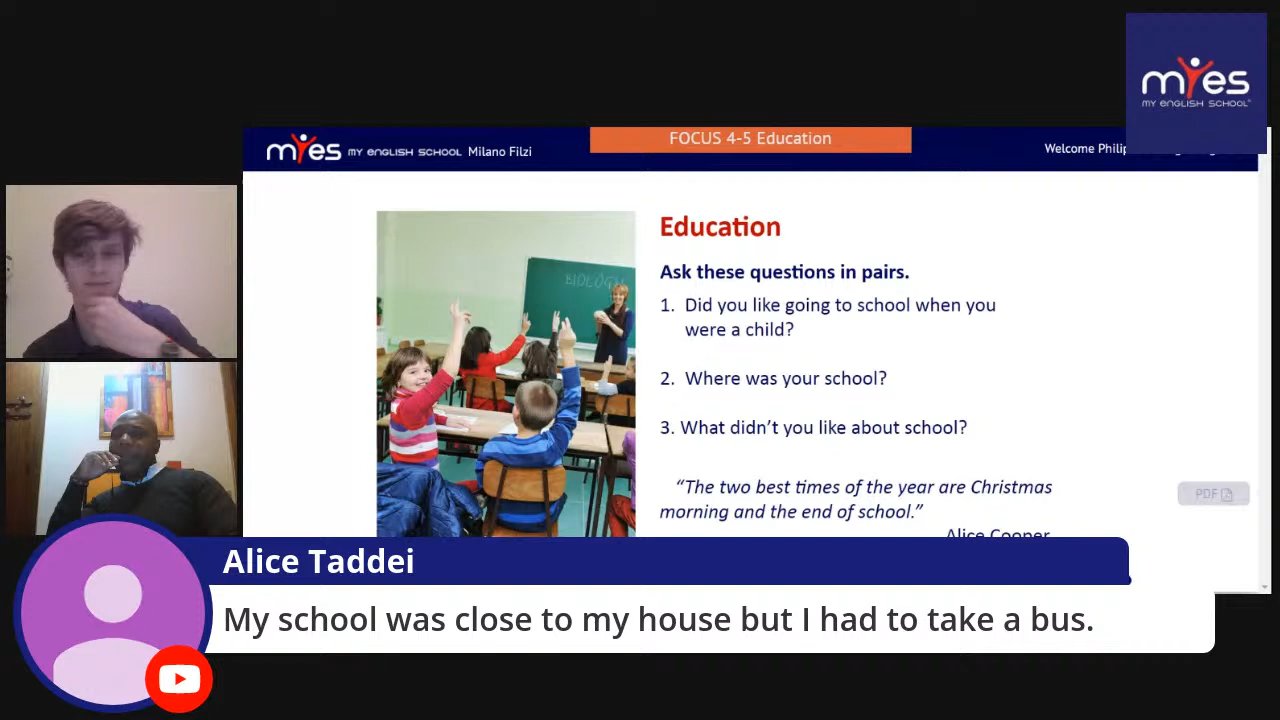 myes
MY ENGLISH SCHOOL
myes MY ENGLISH SCHOOL Milano Filzi
FOCUS 4-5 Education
Welcome Philip
BIOLOGY
Education
Ask these questions in pairs.
1. Did you like going to school when you
were a child?
2. Where was your school?
3. What didn't you like about school?
“The two best times of the year are Christmas
morning and the end of school.”
Alice Cooper
PDF
Alice Taddei
My school was close to my house but I had to take a bus.